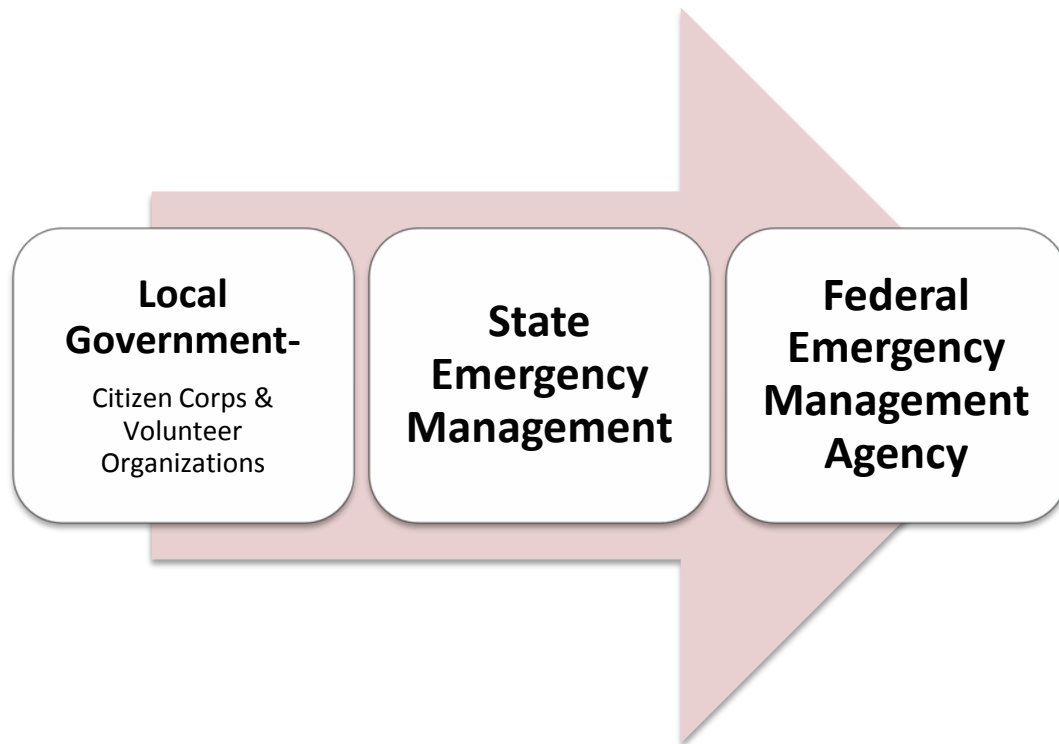 Local
Government-
Citizen Corps &
Volunteer
Organizations
State
Emergency
Management
Federal
Emergency
Management
Agency